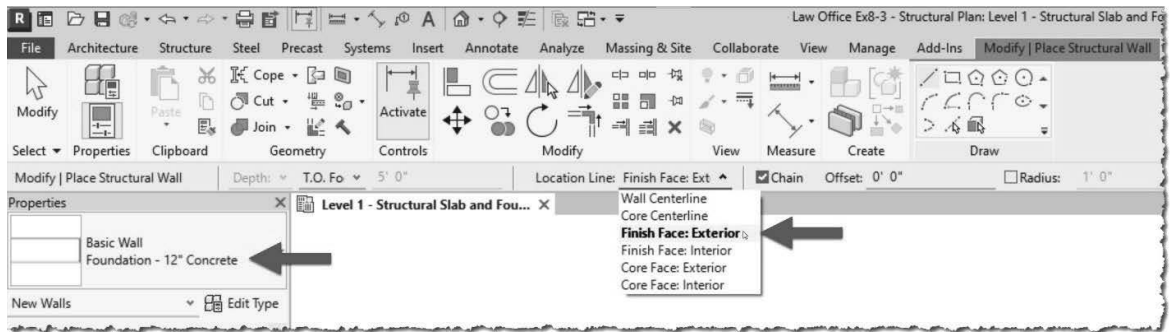 R A Law Office Ex8-3 - Structural Plan: Level 1 - Structural Slab and Fo
File Architecture Structure Steel Precast Systems Insert Annotate Analyze Massing & Site Collaborate View Manage Add-Ins Modify | Place Structural Wall
Modify Paste Cope Cut Join Activate
Select Properties Clipboard Geometry Controls Modify View Measure Create Draw
Modify | Place Structural Wall Depth: T.O. Fo 5' 0" Location Line: Finish Face: Ext Chain Offset: 0' 0" Radius: 1' 0"
Properties Level 1 - Structural Slab and Fou...
Wall Centerline
Core Centerline
Finish Face: Exterior
Finish Face: Interior
Core Face: Exterior
Core Face: Interior
Basic Wall
Foundation - 12" Concrete
New Walls Edit Type